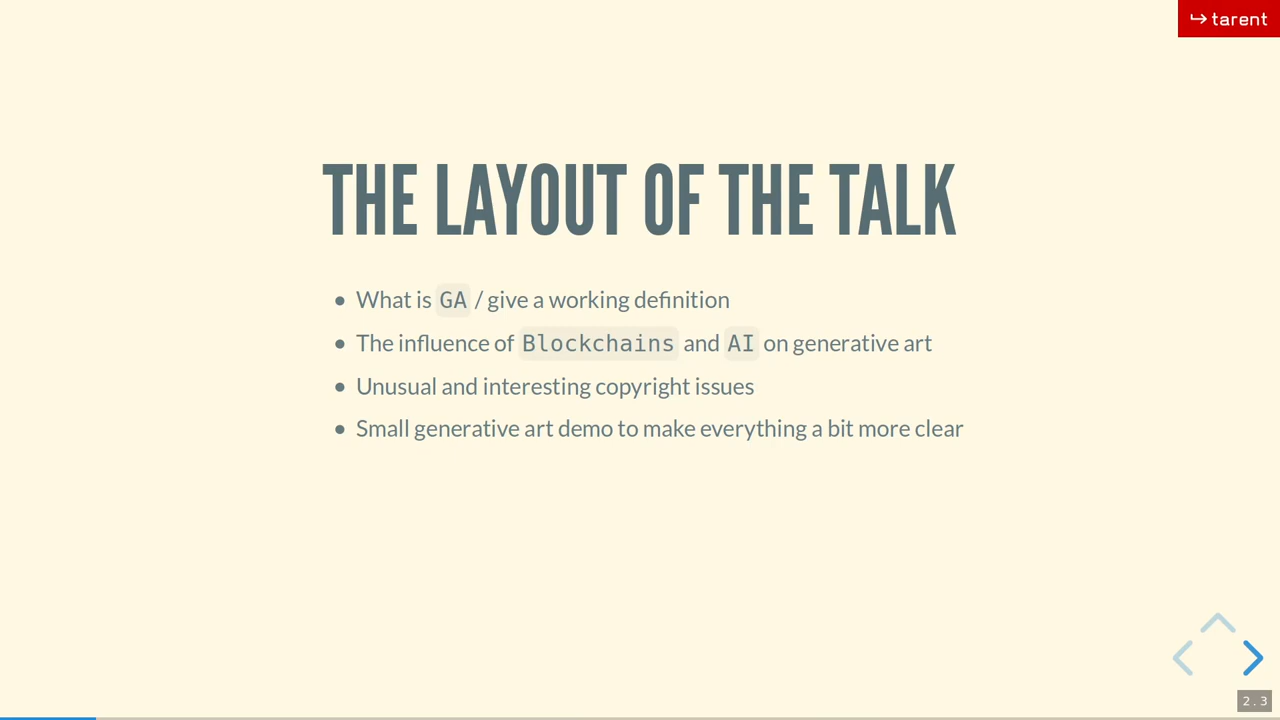 tarent
THE LAYOUT OF THE TALK
What is GA / give a working definition
The influence of Blockchains and AI on generative art
Unusual and interesting copyright issues
Small generative art demo to make everything a bit more clear
2.3